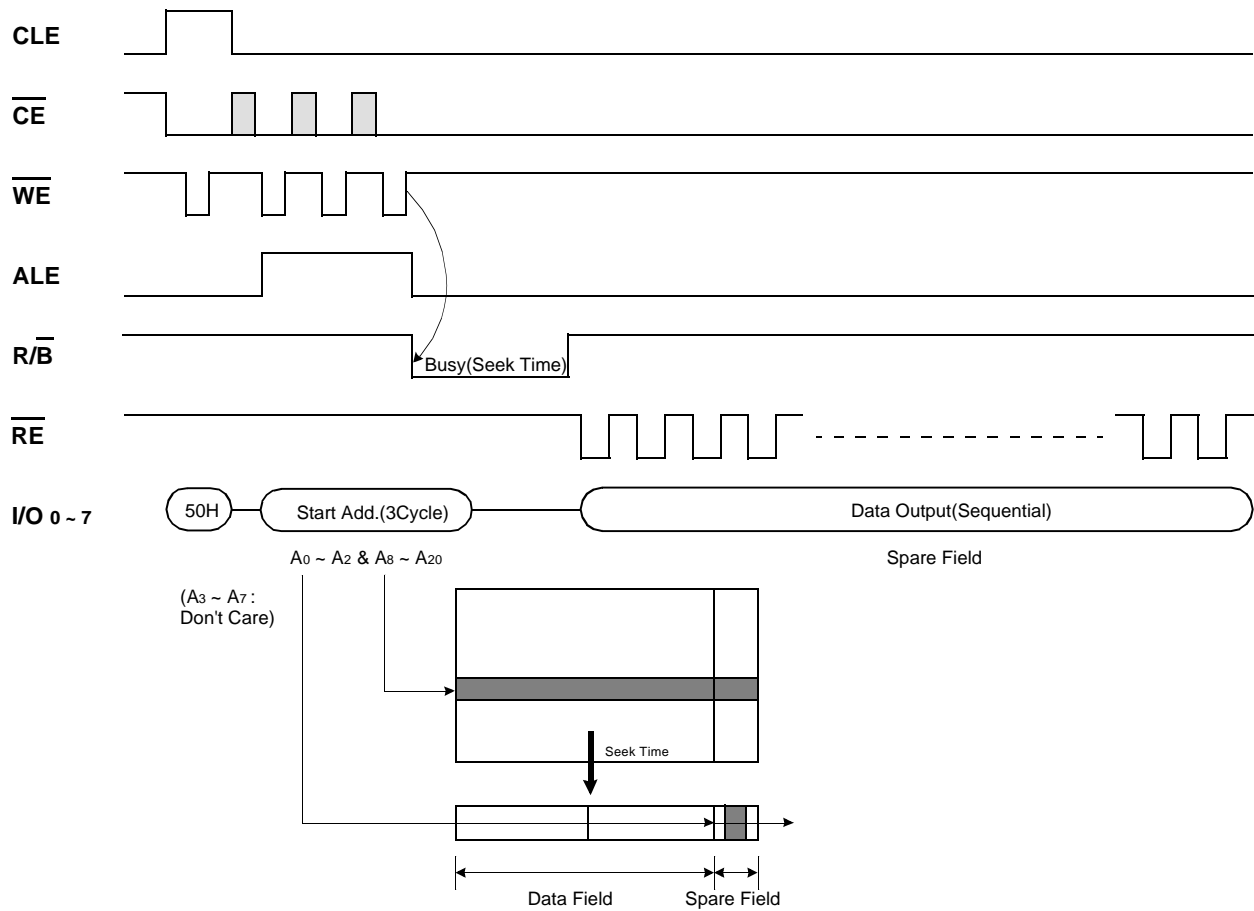 CLE
CE
WE
ALE
R/B
Busy(Seek Time)
RE
I/O 0 ~ 7
50H
Start Add.(3Cycle)
Data Output(Sequential)
A0 ~ A2 & A8 ~ A20
Spare Field
(A3 ~ A7 :
Don't Care)
Seek Time
Data Field
Spare Field